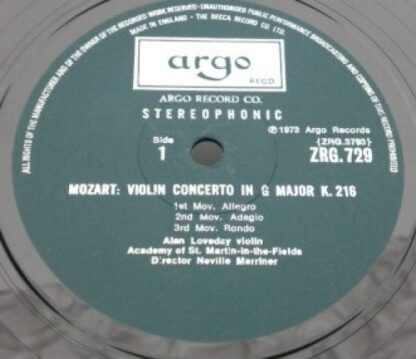 ALL RIGHTS OF THE MANUFACTURER AND OF THE OWNER OF THE RECORDED WORK RESERVED · UNAUTHORISED PUBLIC PERFORMANCE BROADCASTING AND COPYING OF THIS RECORD PROHIBITED
MADE IN ENGLAND · THE DECCA RECORD CO LTD.
argo
REGD
ARGO RECORD CO.
STEREOPHONIC
Side
1
℗ 1973 Argo Records
(ZRG.5793)
ZRG.729
MOZART: VIOLIN CONCERTO IN G MAJOR K.216
1st Mov. Allegro
2nd Mov. Adagio
3rd Mov. Rondo
Alan Loveday violin
Academy of St. Martin-in-the-Fields
Director Neville Marriner